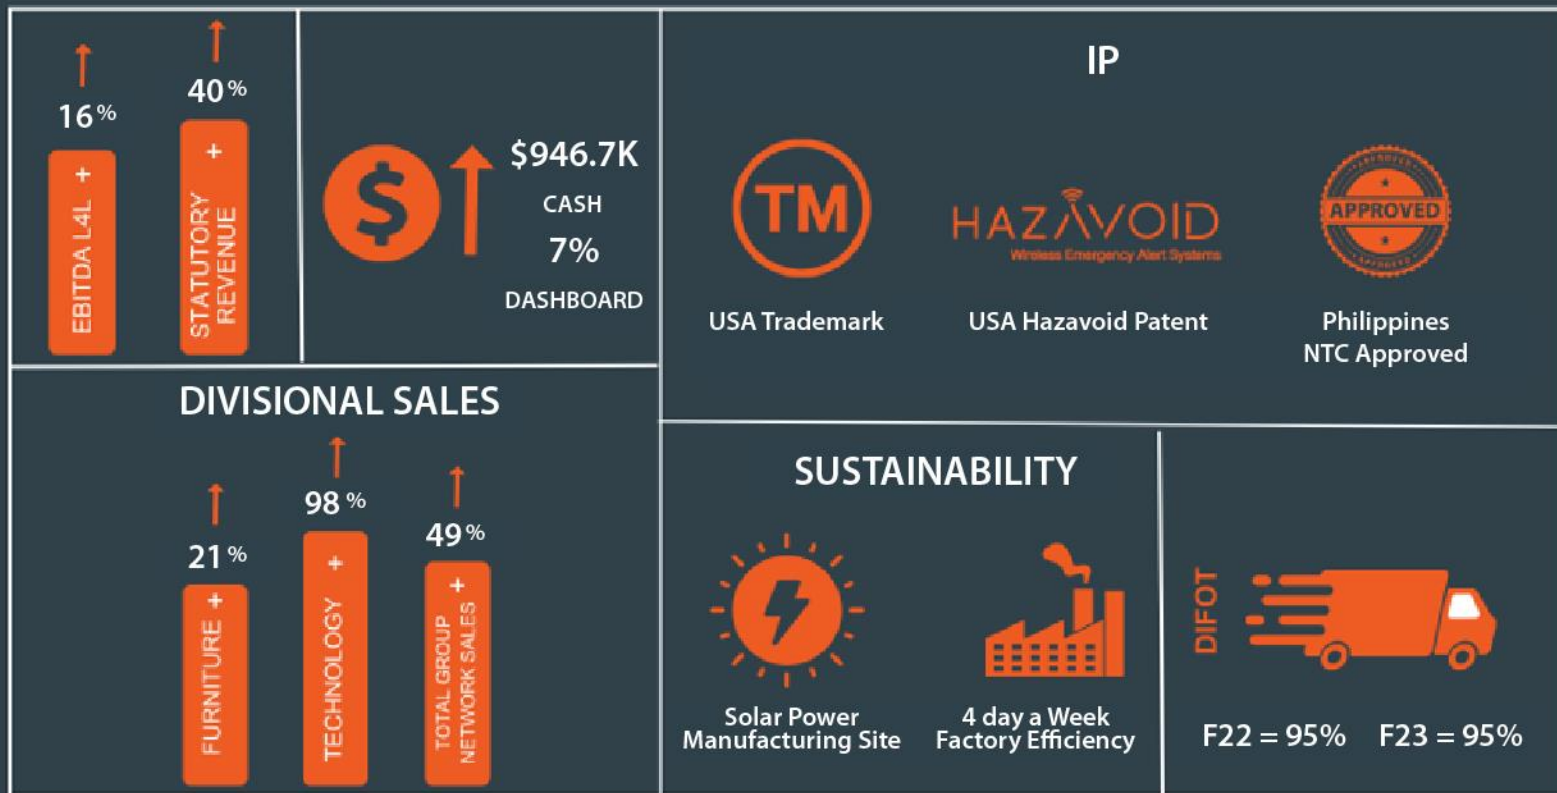 16%
EBITDA L4L +
40%
STATUTORY
REVENUE +
$
$946.7K
CASH
7%
DASHBOARD
IP
TM
USA Trademark
HAZAVOID
Wireless Emergency Alert Systems
USA Hazavoid Patent
APPROVED
APPROVED
APPROVED
Philippines
NTC Approved
DIVISIONAL SALES
21%
FURNITURE +
98%
TECHNOLOGY +
49%
TOTAL GROUP
NETWORK SALES +
SUSTAINABILITY
Solar Power
Manufacturing Site
4 day a Week
Factory Efficiency
DIFOT
F22 = 95% F23 = 95%